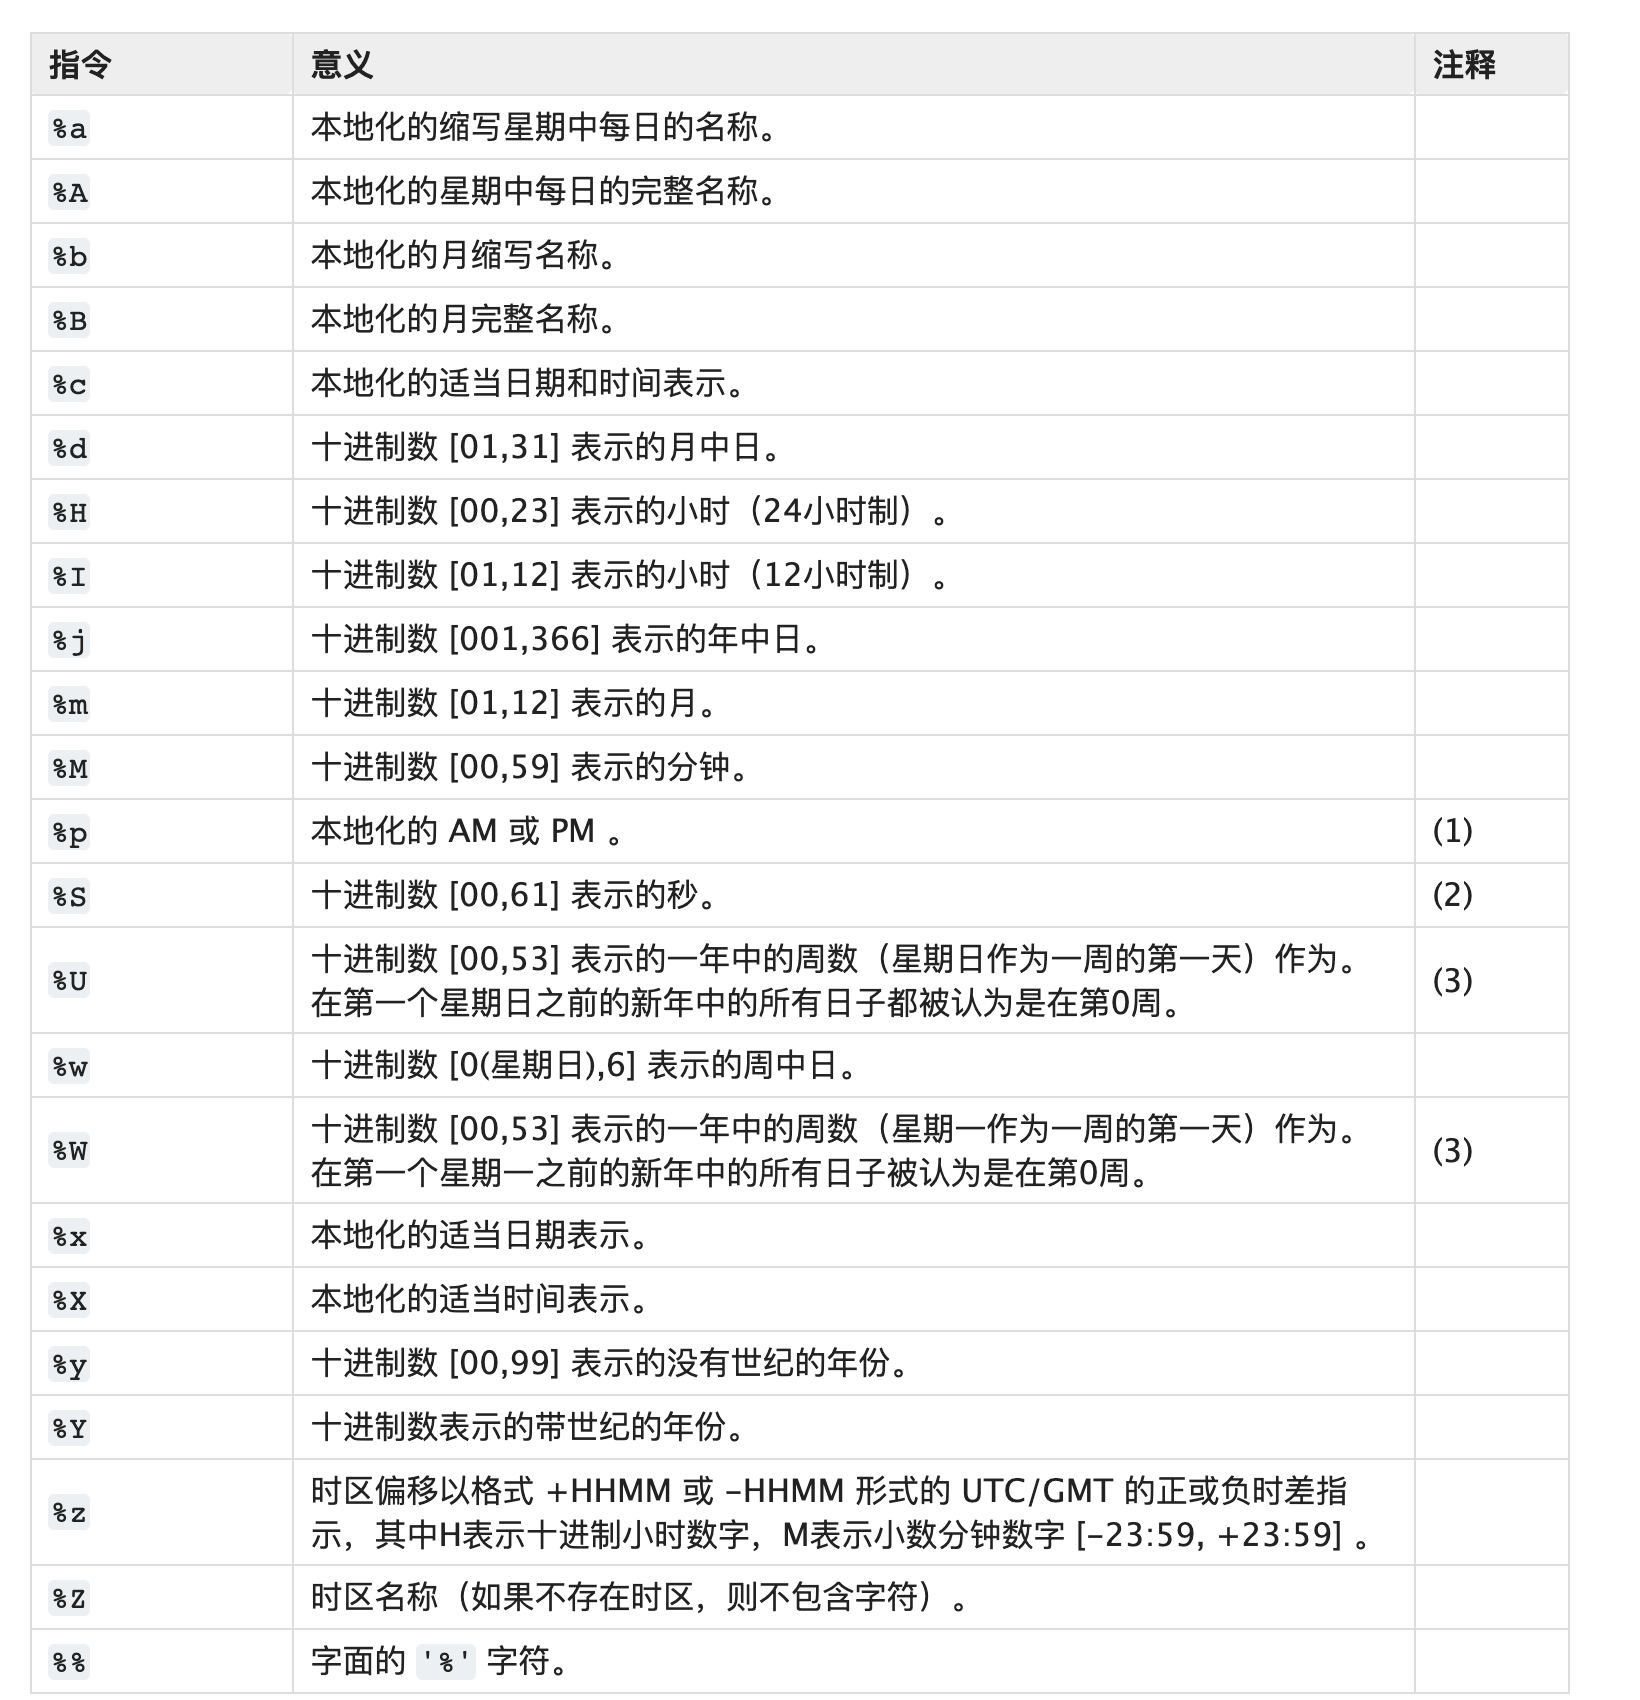 指令 意义 注释
%a 本地化的缩写星期中每日的名称。
%A 本地化的星期中每日的完整名称。
%b 本地化的月缩写名称。
%B 本地化的月完整名称。
%c 本地化的适当日期和时间表示。
%d 十进制数 [01,31] 表示的月中日。
%H 十进制数 [00,23] 表示的小时（24小时制）。
%I 十进制数 [01,12] 表示的小时（12小时制）。
%j 十进制数 [001,366] 表示的年中日。
%m 十进制数 [01,12] 表示的月。
%M 十进制数 [00,59] 表示的分钟。
%p 本地化的 AM 或 PM 。 (1)
%S 十进制数 [00,61] 表示的秒。 (2)
%U 十进制数 [00,53] 表示的一年中的周数（星期日作为一周的第一天）作为。
在第一个星期日之前的新年中的所有日子都被认为是在第0周。 (3)
%w 十进制数 [0(星期日),6] 表示的周中日。
%W 十进制数 [00,53] 表示的一年中的周数（星期一作为一周的第一天）作为。
在第一个星期一之前的新年中的所有日子被认为是在第0周。 (3)
%x 本地化的适当日期表示。
%X 本地化的适当时间表示。
%y 十进制数 [00,99] 表示的没有世纪的年份。
%Y 十进制数表示的带世纪的年份。
%z 时区偏移以格式 +HHMM 或 -HHMM 形式的 UTC/GMT 的正或负时差指
示，其中H表示十进制小时数字，M表示小数分钟数字 [-23:59, +23:59] 。
%Z 时区名称（如果不存在时区，则不包含字符）。
%% 字面的 '%' 字符。